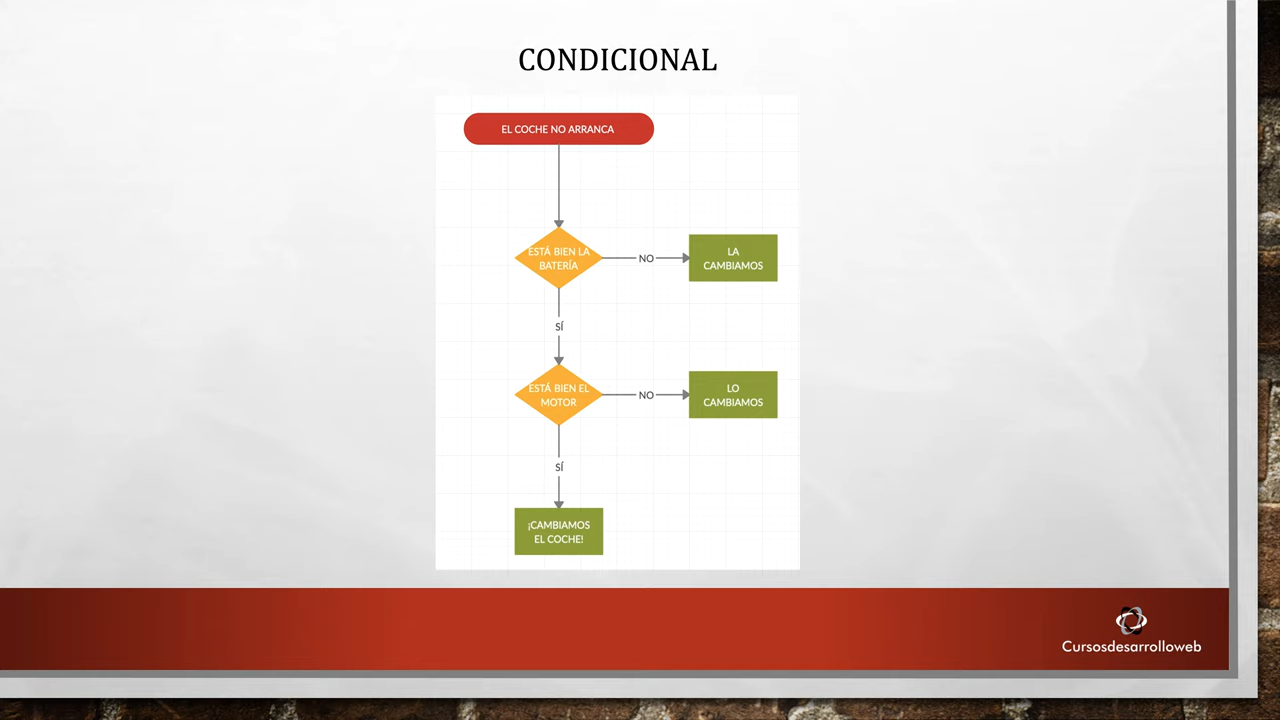 CONDICIONAL
EL COCHE NO ARRANCA
ESTÁ BIEN LA
BATERÍA
NO
LA
CAMBIAMOS
SÍ
ESTÁ BIEN EL
MOTOR
NO
LO
CAMBIAMOS
SÍ
¡CAMBIAMOS
EL COCHE!
Cursosdesarrolloweb